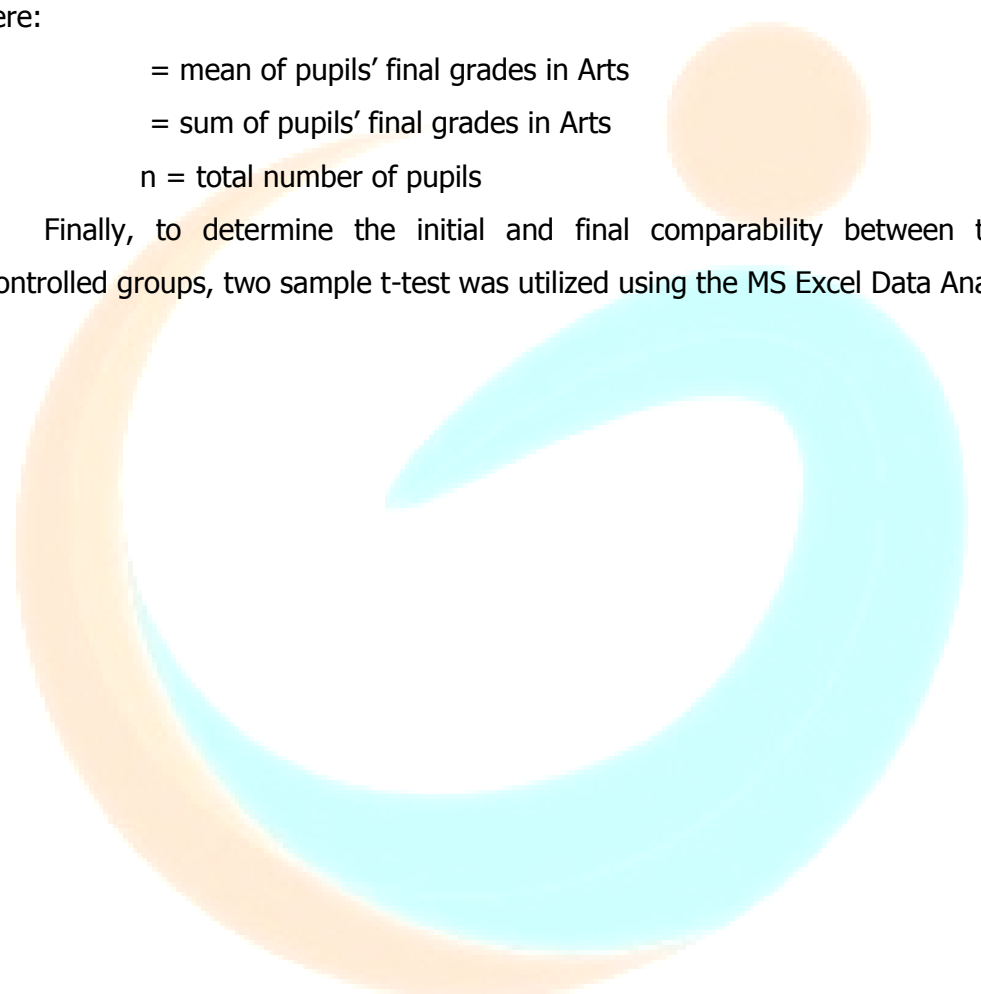 ere:
= mean of pupils’ final grades in Arts
= sum of pupils’ final grades in Arts
n = total number of pupils
Finally, to determine the initial and final comparability between t
ontrolled groups, two sample t-test was utilized using the MS Excel Data Ana